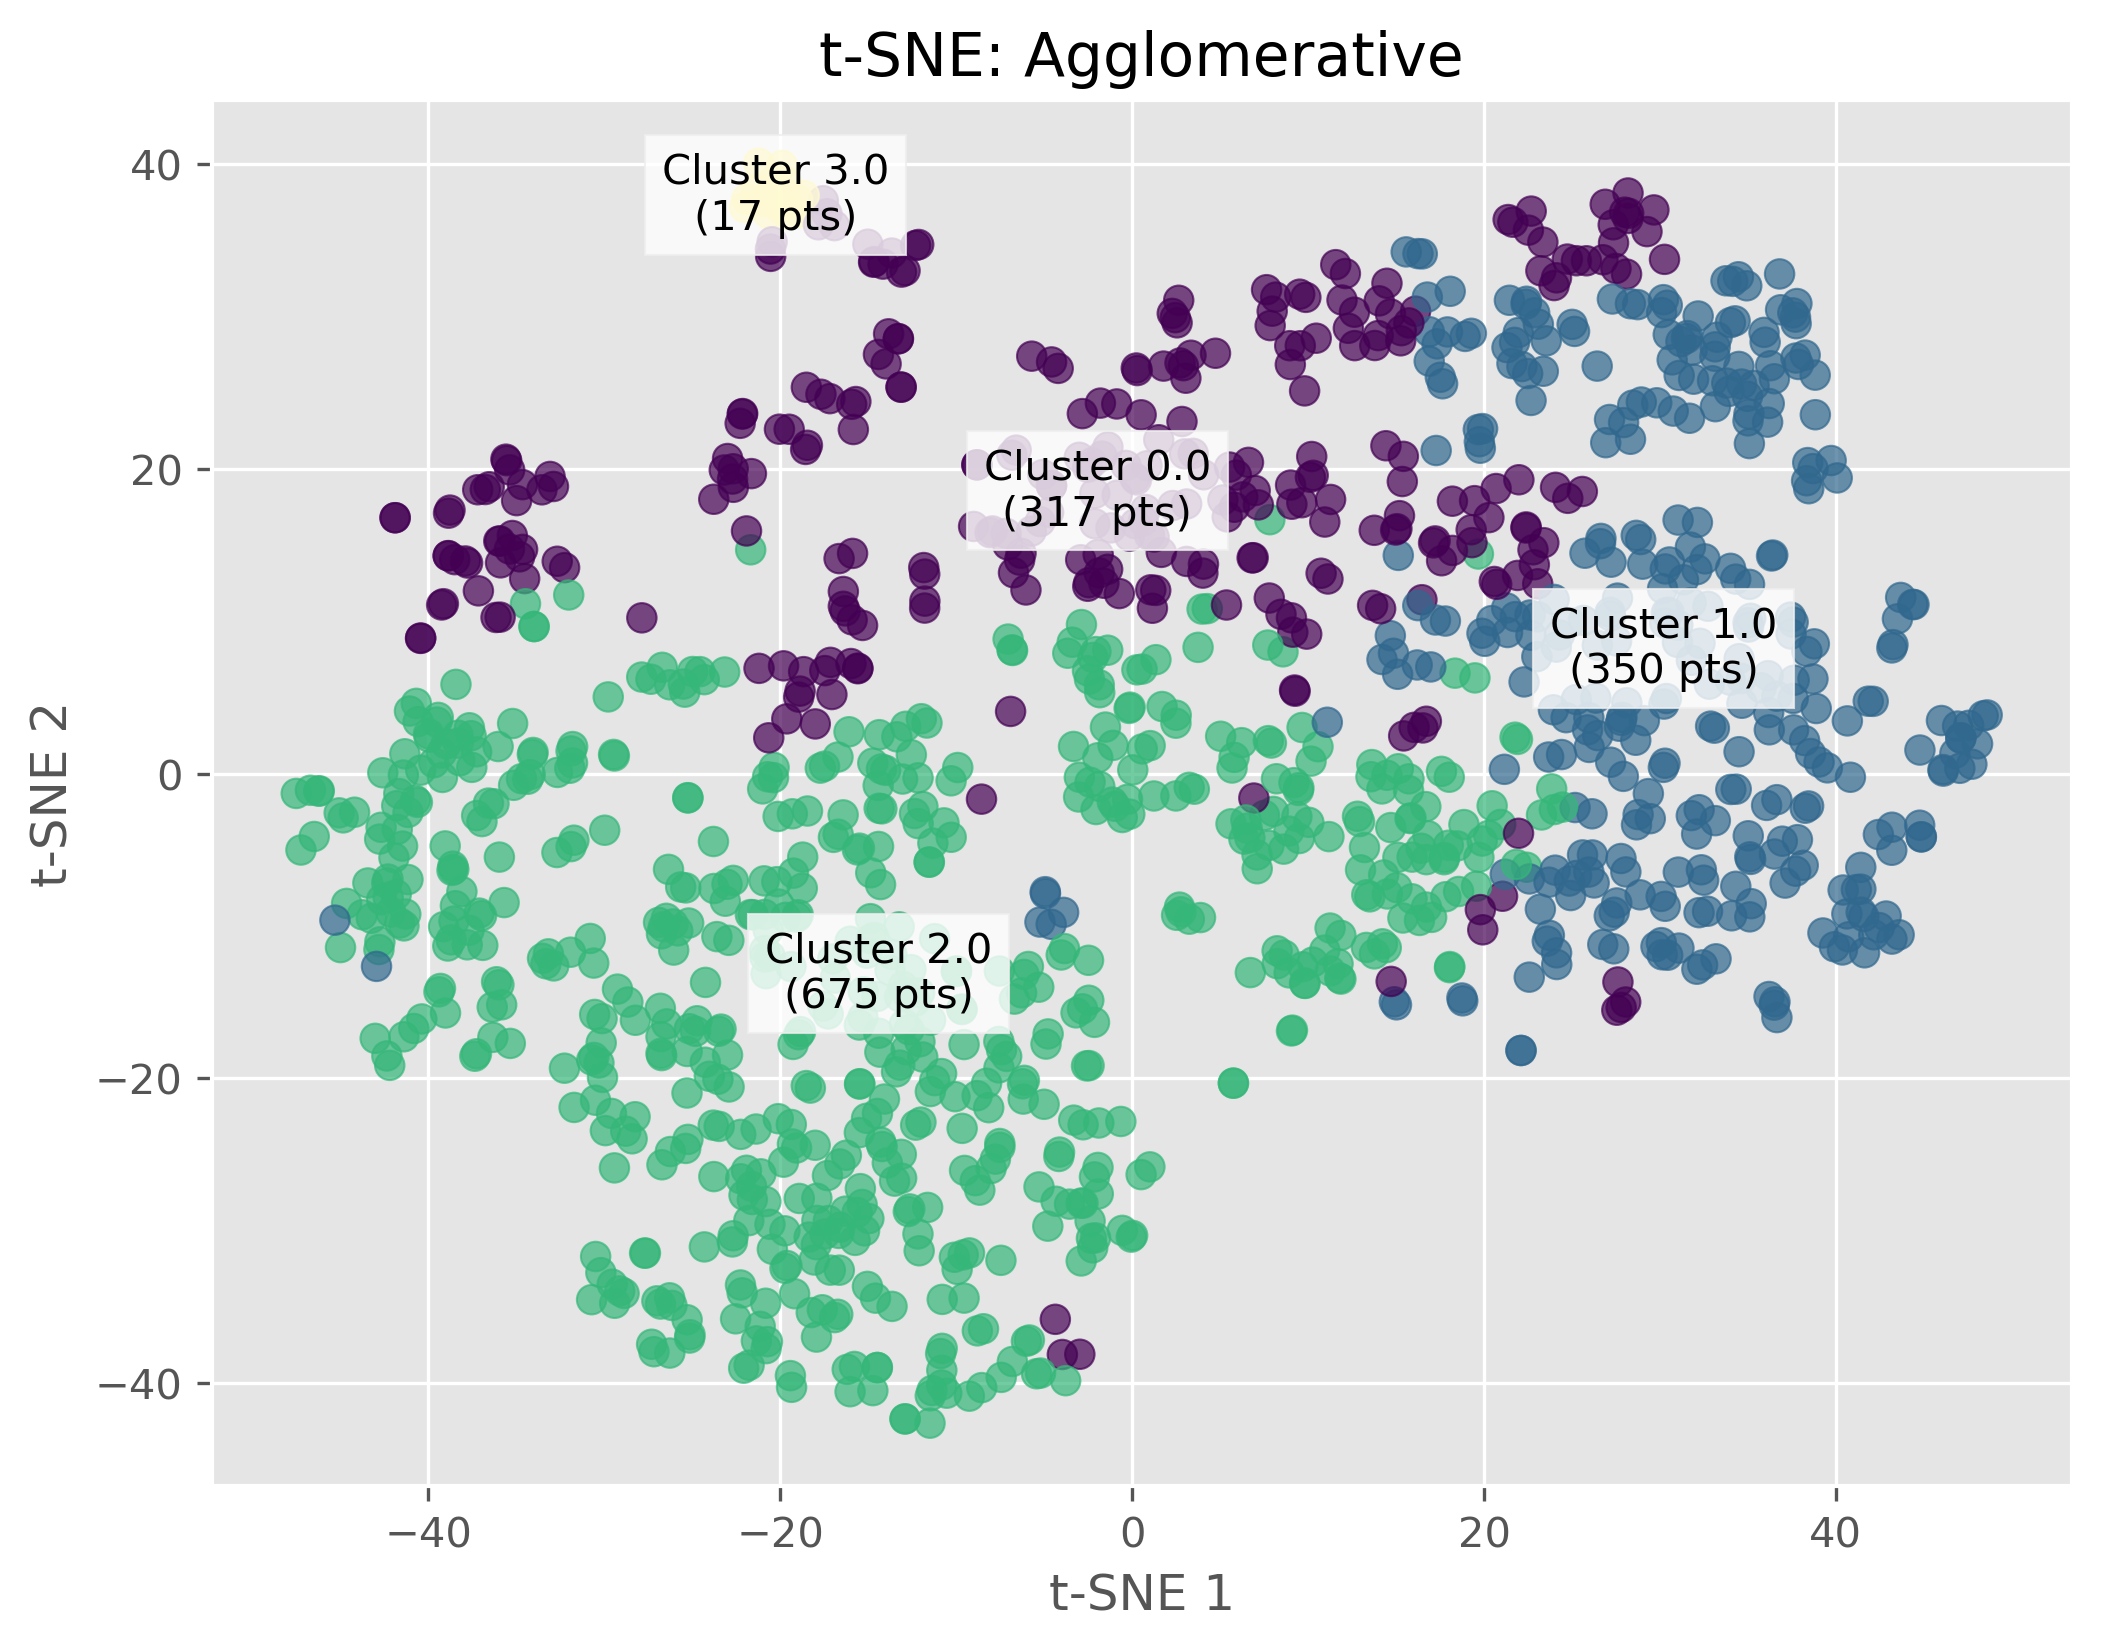 t-SNE: Agglomerative
Cluster 3.0
(17 pts)
Cluster 0.0
(317 pts)
Cluster 1.0
(350 pts)
Cluster 2.0
(675 pts)
40
20
0
−20
−40
t-SNE 2
−40
−20
0
20
40
t-SNE 1